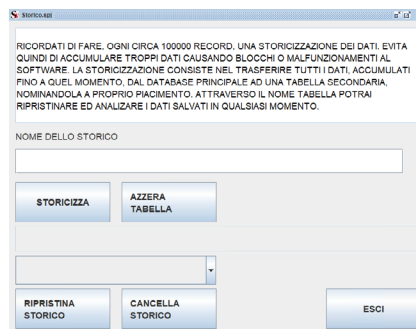 Storico.spj
RICORDATI DI FARE, OGNI CIRCA 100000 RECORD, UNA STORICIZZAZIONE DEI DATI. EVITA
QUINDI DI ACCUMULARE TROPPI DATI CAUSANDO BLOCCHI O MALFUNZIONAMENTI AL
SOFTWARE. LA STORICIZZAZIONE CONSISTE NEL TRASFERIRE TUTTI I DATI, ACCUMULATI
FINO A QUEL MOMENTO, DAL DATABASE PRINCIPALE AD UNA TABELLA SECONDARIA,
NOMINANDOLA A PROPRIO PIACIMENTO. ATTRAVERSO IL NOME TABELLA POTRAI
RIPRISTINARE ED ANALIZARE I DATI SALVATI IN QUALSIASI MOMENTO.
NOME DELLO STORICO
STORICIZZA
AZZERA
TABELLA
RIPRISTINA
STORICO
CANCELLA
STORICO
ESCI